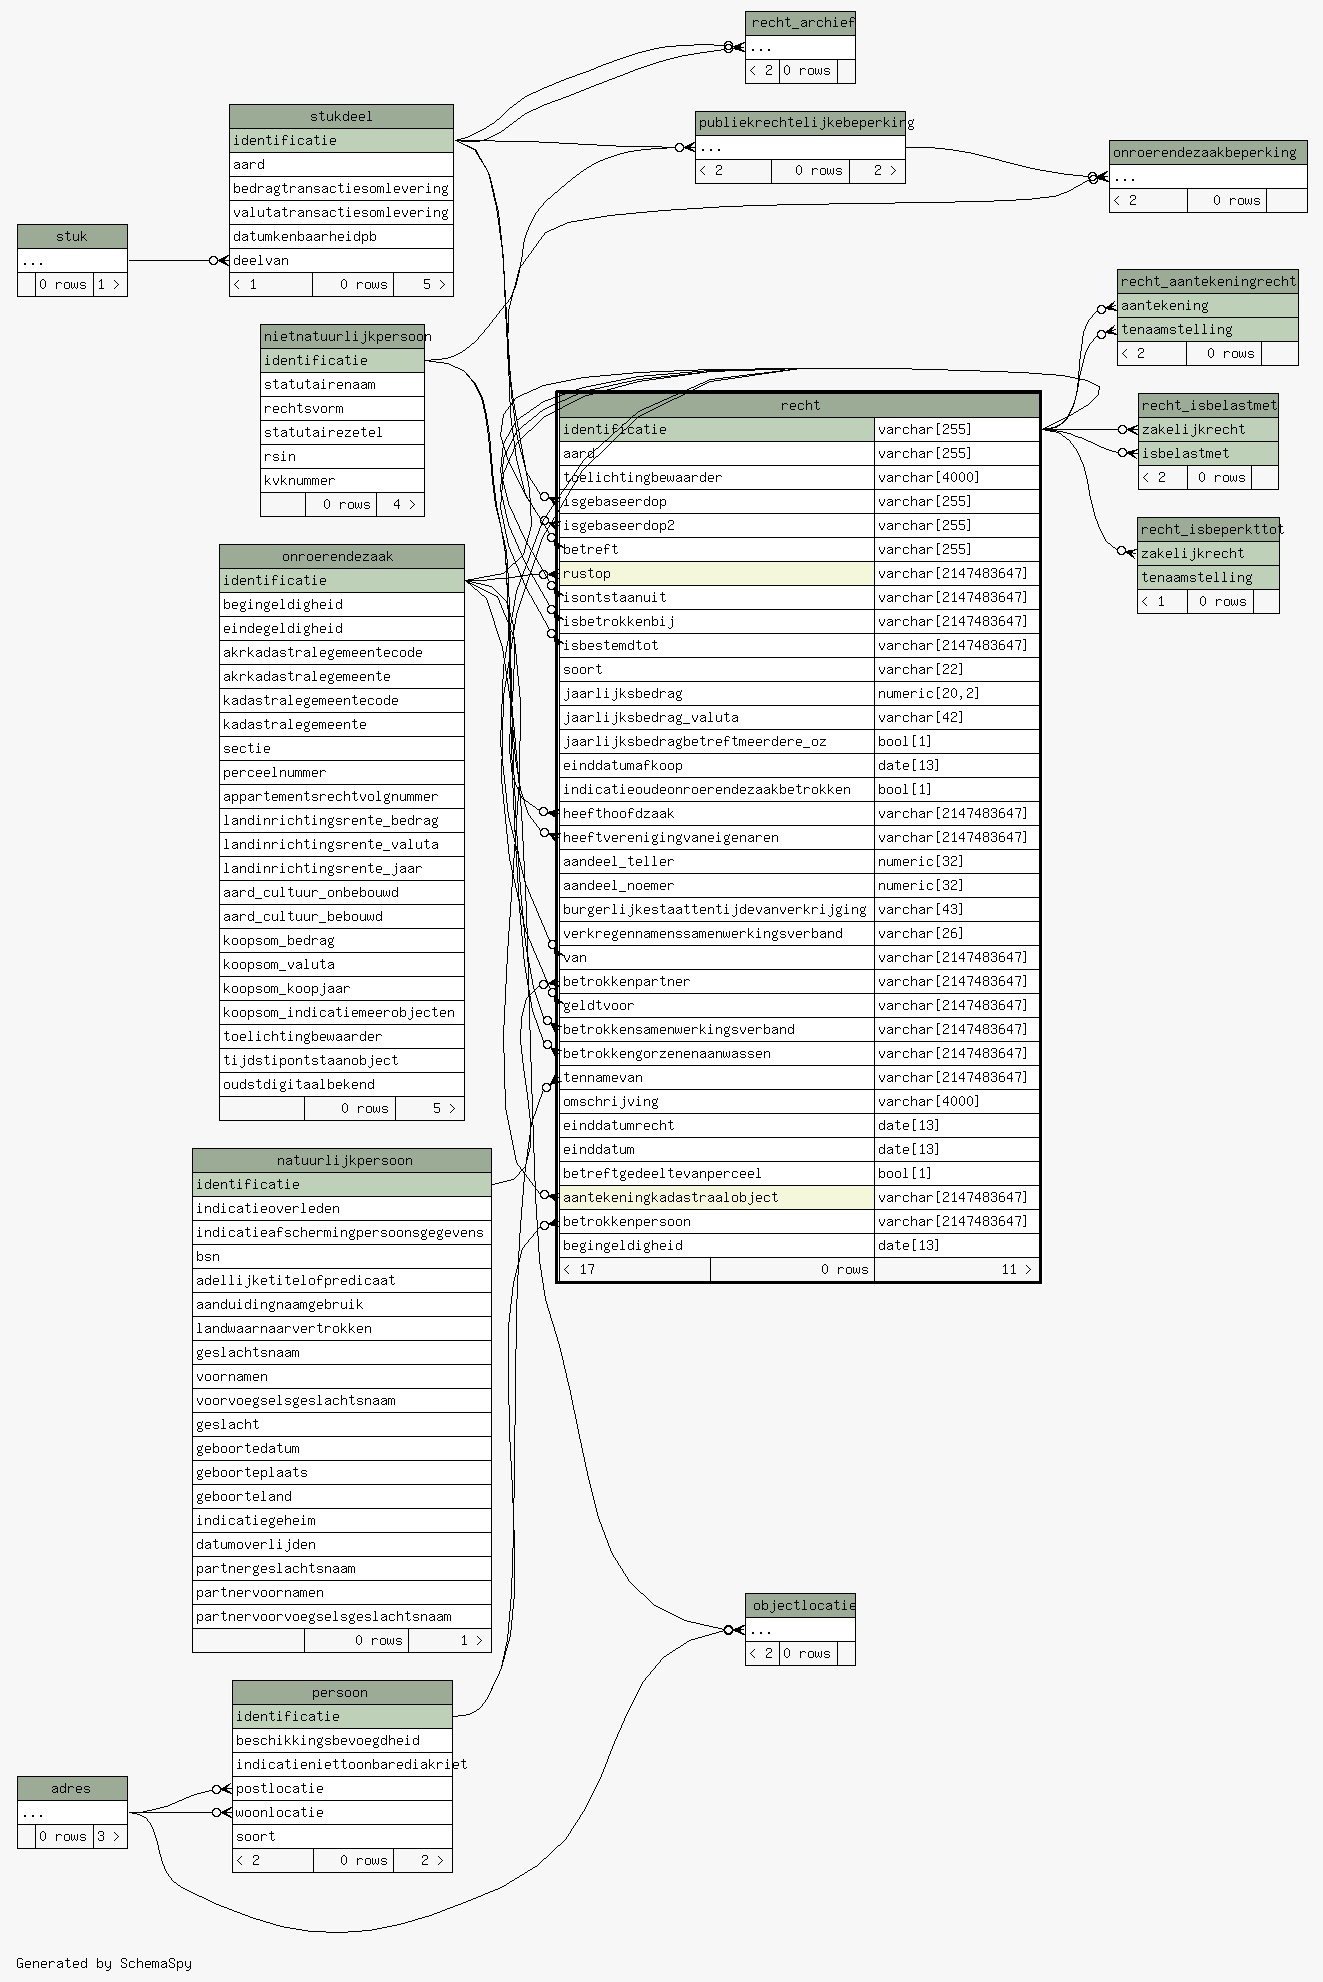 recht_archief
...
< 2 0 rows
stukdeel
identificatie
aard
bedragtransactiesomlevering
valutatransactiesomlevering
datumkenbaarheidpb
deelvan
< 1 0 rows 5 >
publiekrechtelijkebeperking
...
< 2 0 rows 2 >
onroerendezaakbeperking
...
< 2 0 rows
stuk
...
0 rows 1 >
recht_aantekeningrecht
aantekening
tenaamstelling
< 2 0 rows
nietnatuurlijkpersoon
identificatie
statutairenaam
rechtsvorm
statutairezetel
rsin
kvknummer
0 rows 4 >
recht
identificatie varchar[255]
aard varchar[255]
toelichtingbewaarder varchar[4000]
isgebaseerdop varchar[255]
isgebaseerdop2 varchar[255]
betreft varchar[255]
rustop varchar[2147483647]
isontstaanuit varchar[2147483647]
isbetrokkenbij varchar[2147483647]
isbestemdtot varchar[2147483647]
soort varchar[22]
jaarlijksbedrag numeric[20,2]
jaarlijksbedrag_valuta varchar[42]
jaarlijksbedragbetreftmeerdere_oz bool[1]
einddatumafkoop date[13]
indicatieoudeonroerendezaakbetrokken bool[1]
heefthoofdzaak varchar[2147483647]
heeftverenigingvaneigenaren varchar[2147483647]
aandeel_teller numeric[32]
aandeel_noemer numeric[32]
burgerlijkestaattentijdevanverkrijging varchar[43]
verkregennamenssamenwerkingsverband varchar[26]
van varchar[2147483647]
betrokkenpartner varchar[2147483647]
geldtvoor varchar[2147483647]
betrokkensamenwerkingsverband varchar[2147483647]
betrokkengorzenenaanwassen varchar[2147483647]
tennamevan varchar[2147483647]
omschrijving varchar[4000]
einddatumrecht date[13]
einddatum date[13]
betreftgedeeltevanperceel bool[1]
aantekeningkadastraalobject varchar[2147483647]
betrokkenpersoon varchar[2147483647]
begingeldigheid date[13]
< 17 0 rows 11 >
recht_isbelastmet
zakelijkrecht
isbelastmet
< 2 0 rows
recht_isbeperkttot
zakelijkrecht
tenaamstelling
< 1 0 rows
onroerendezaak
identificatie
begingeldigheid
eindegeldigheid
akrkadastralegemeentecode
akrkadastralegemeente
kadastralegemeentecode
kadastralegemeente
sectie
perceelnummer
appartementsrechtvolgnummer
landinrichtingsrente_bedrag
landinrichtingsrente_valuta
landinrichtingsrente_jaar
aard_cultuur_onbebouwd
aard_cultuur_bebouwd
koopsom_bedrag
koopsom_valuta
koopsom_koopjaar
koopsom_indicatiemeerobjecten
toelichtingbewaarder
tijdstipontstaanobject
oudstdigitaalbekend
0 rows 5 >
natuurlijkpersoon
identificatie
indicatieoverleden
indicatieafschermingpersoonsgegevens
bsn
adellijketitelofpredicaat
aanduidingnaamgebruik
landwaarnaarvertrokken
geslachtsnaam
voornamen
voorvoegselsgeslachtsnaam
geslacht
geboortedatum
geboorteplaats
geboorteland
indicatiegeheim
datumoverlijden
partnergeslachtsnaam
partnervoornamen
partnervoorvoegselsgeslachtsnaam
0 rows 1 >
objectlocatie
...
< 2 0 rows
persoon
identificatie
beschikkingsbevoegdheid
indicatieniettoonbarediakriet
postlocatie
woonlocatie
soort
< 2 0 rows 2 >
adres
...
0 rows 3 >
Generated by SchemaSpy